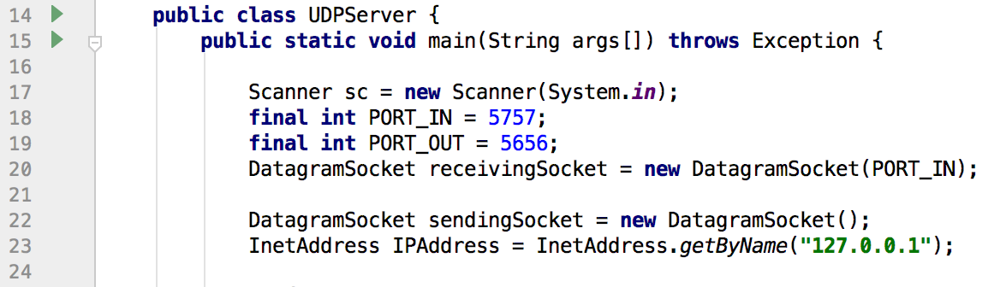 14 public class UDPServer {
15 public static void main(String args[]) throws Exception {
16
17 Scanner sc = new Scanner(System.in);
18 final int PORT_IN = 5757;
19 final int PORT_OUT = 5656;
20 DatagramSocket receivingSocket = new DatagramSocket(PORT_IN);
21
22 DatagramSocket sendingSocket = new DatagramSocket();
23 InetAddress IPAddress = InetAddress.getByName("127.0.0.1");
24